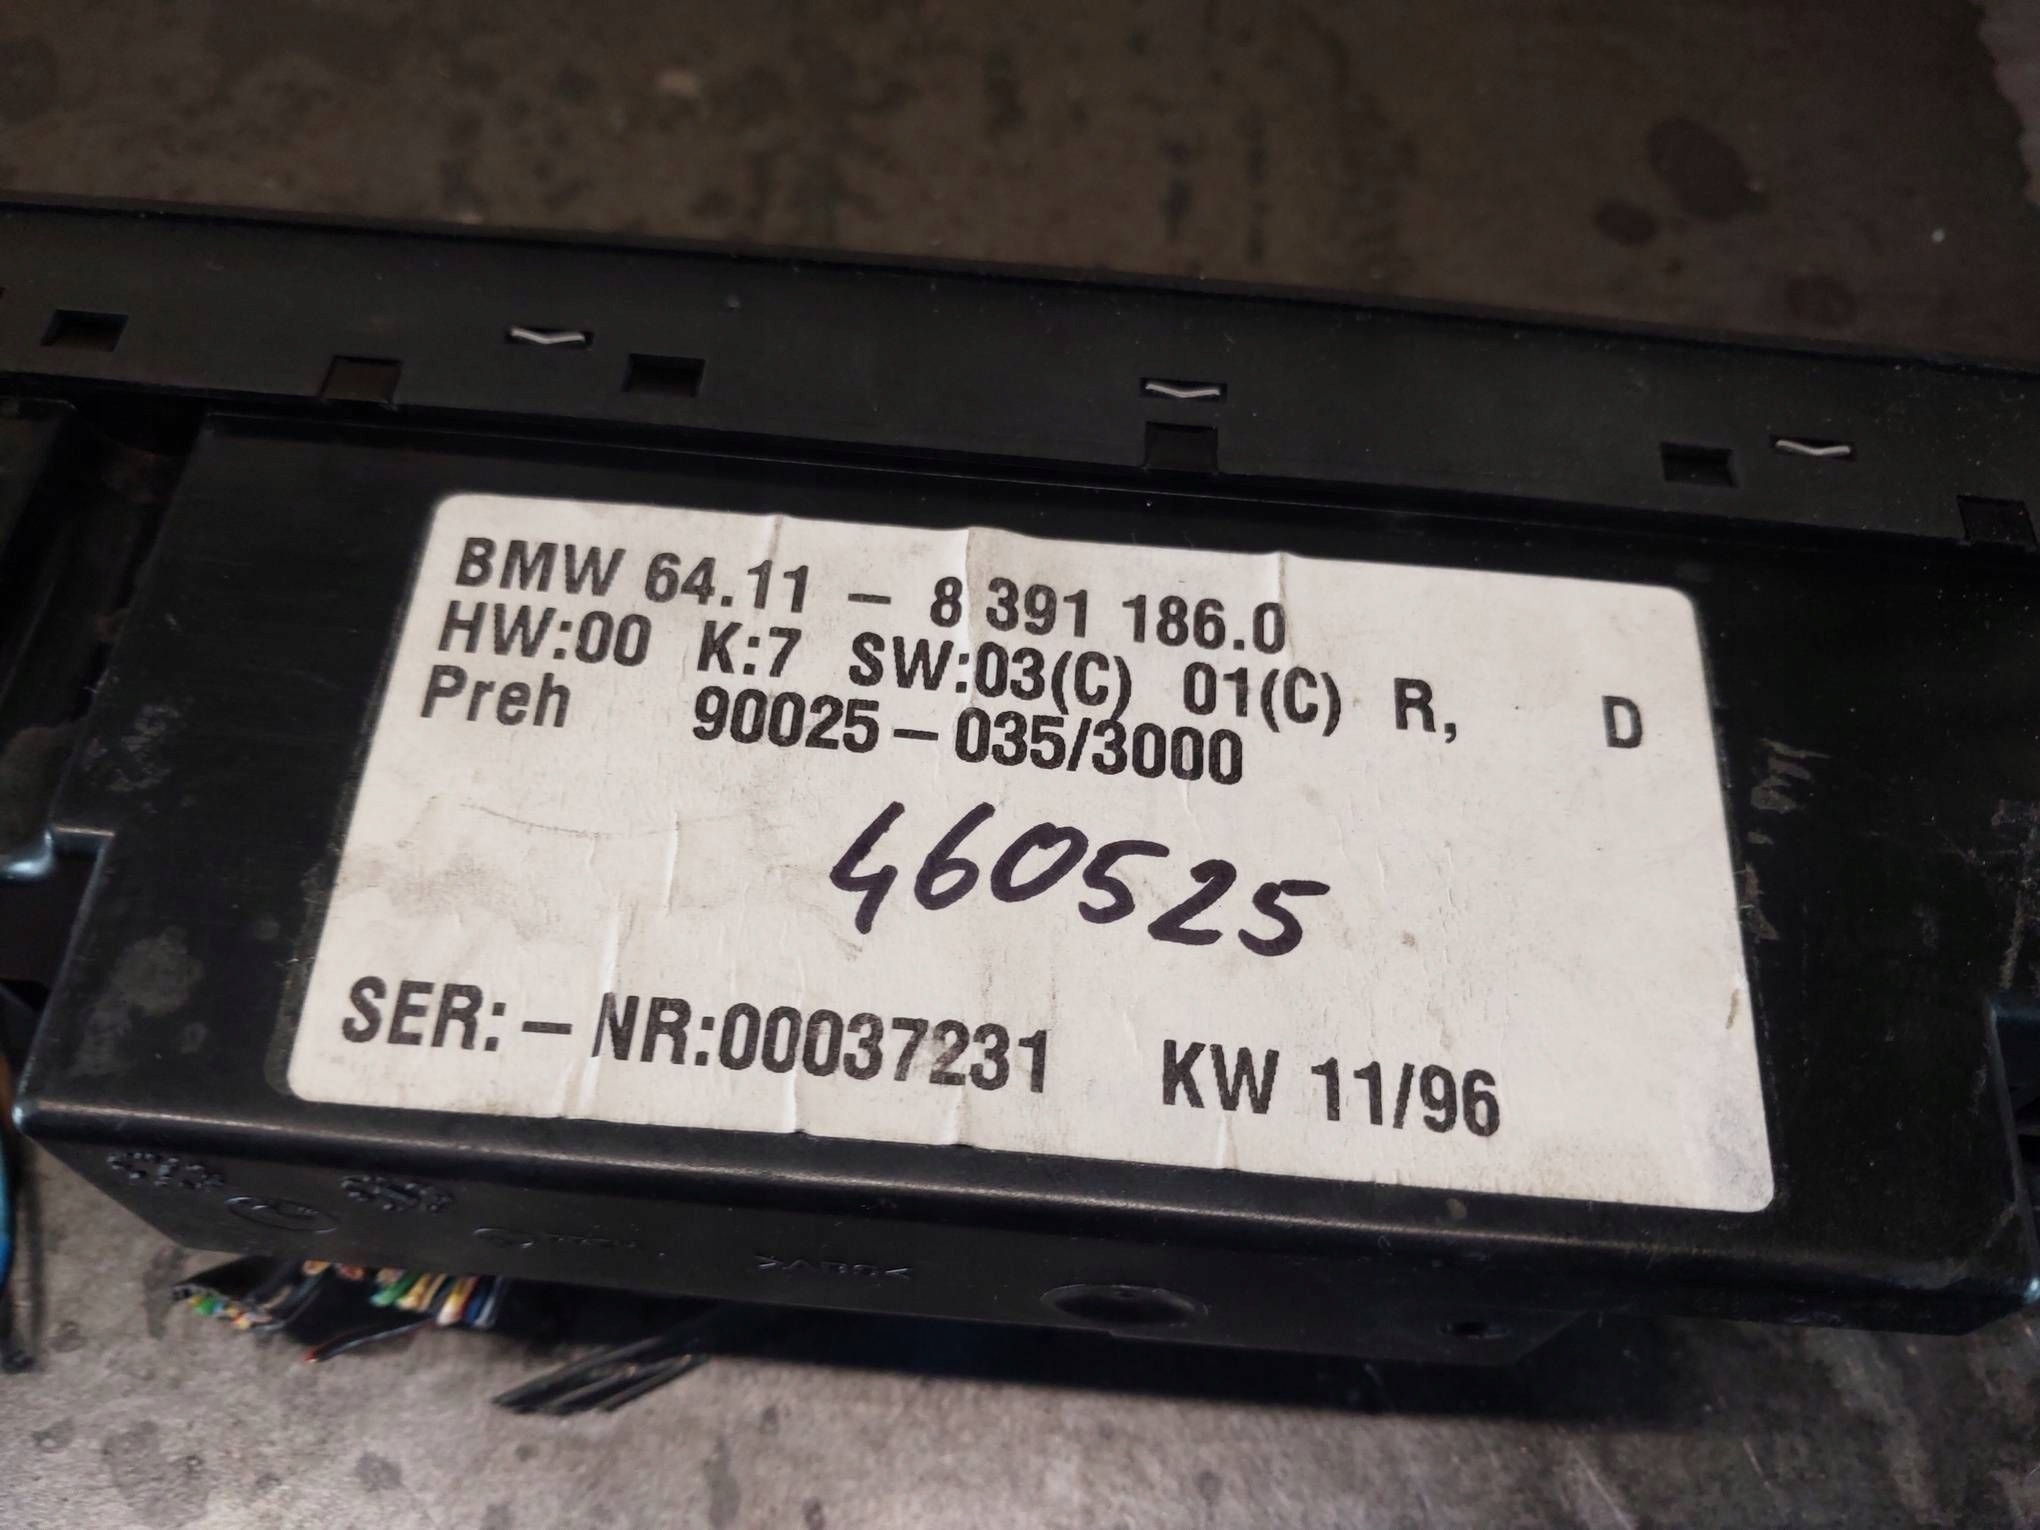 BMW 64.11 - 8 391 186.0
HW:00 K:7 SW:03(C) 01(C) R, D
Preh 90025-035/3000
460525
SER:-NR:00037231 KW 11/96